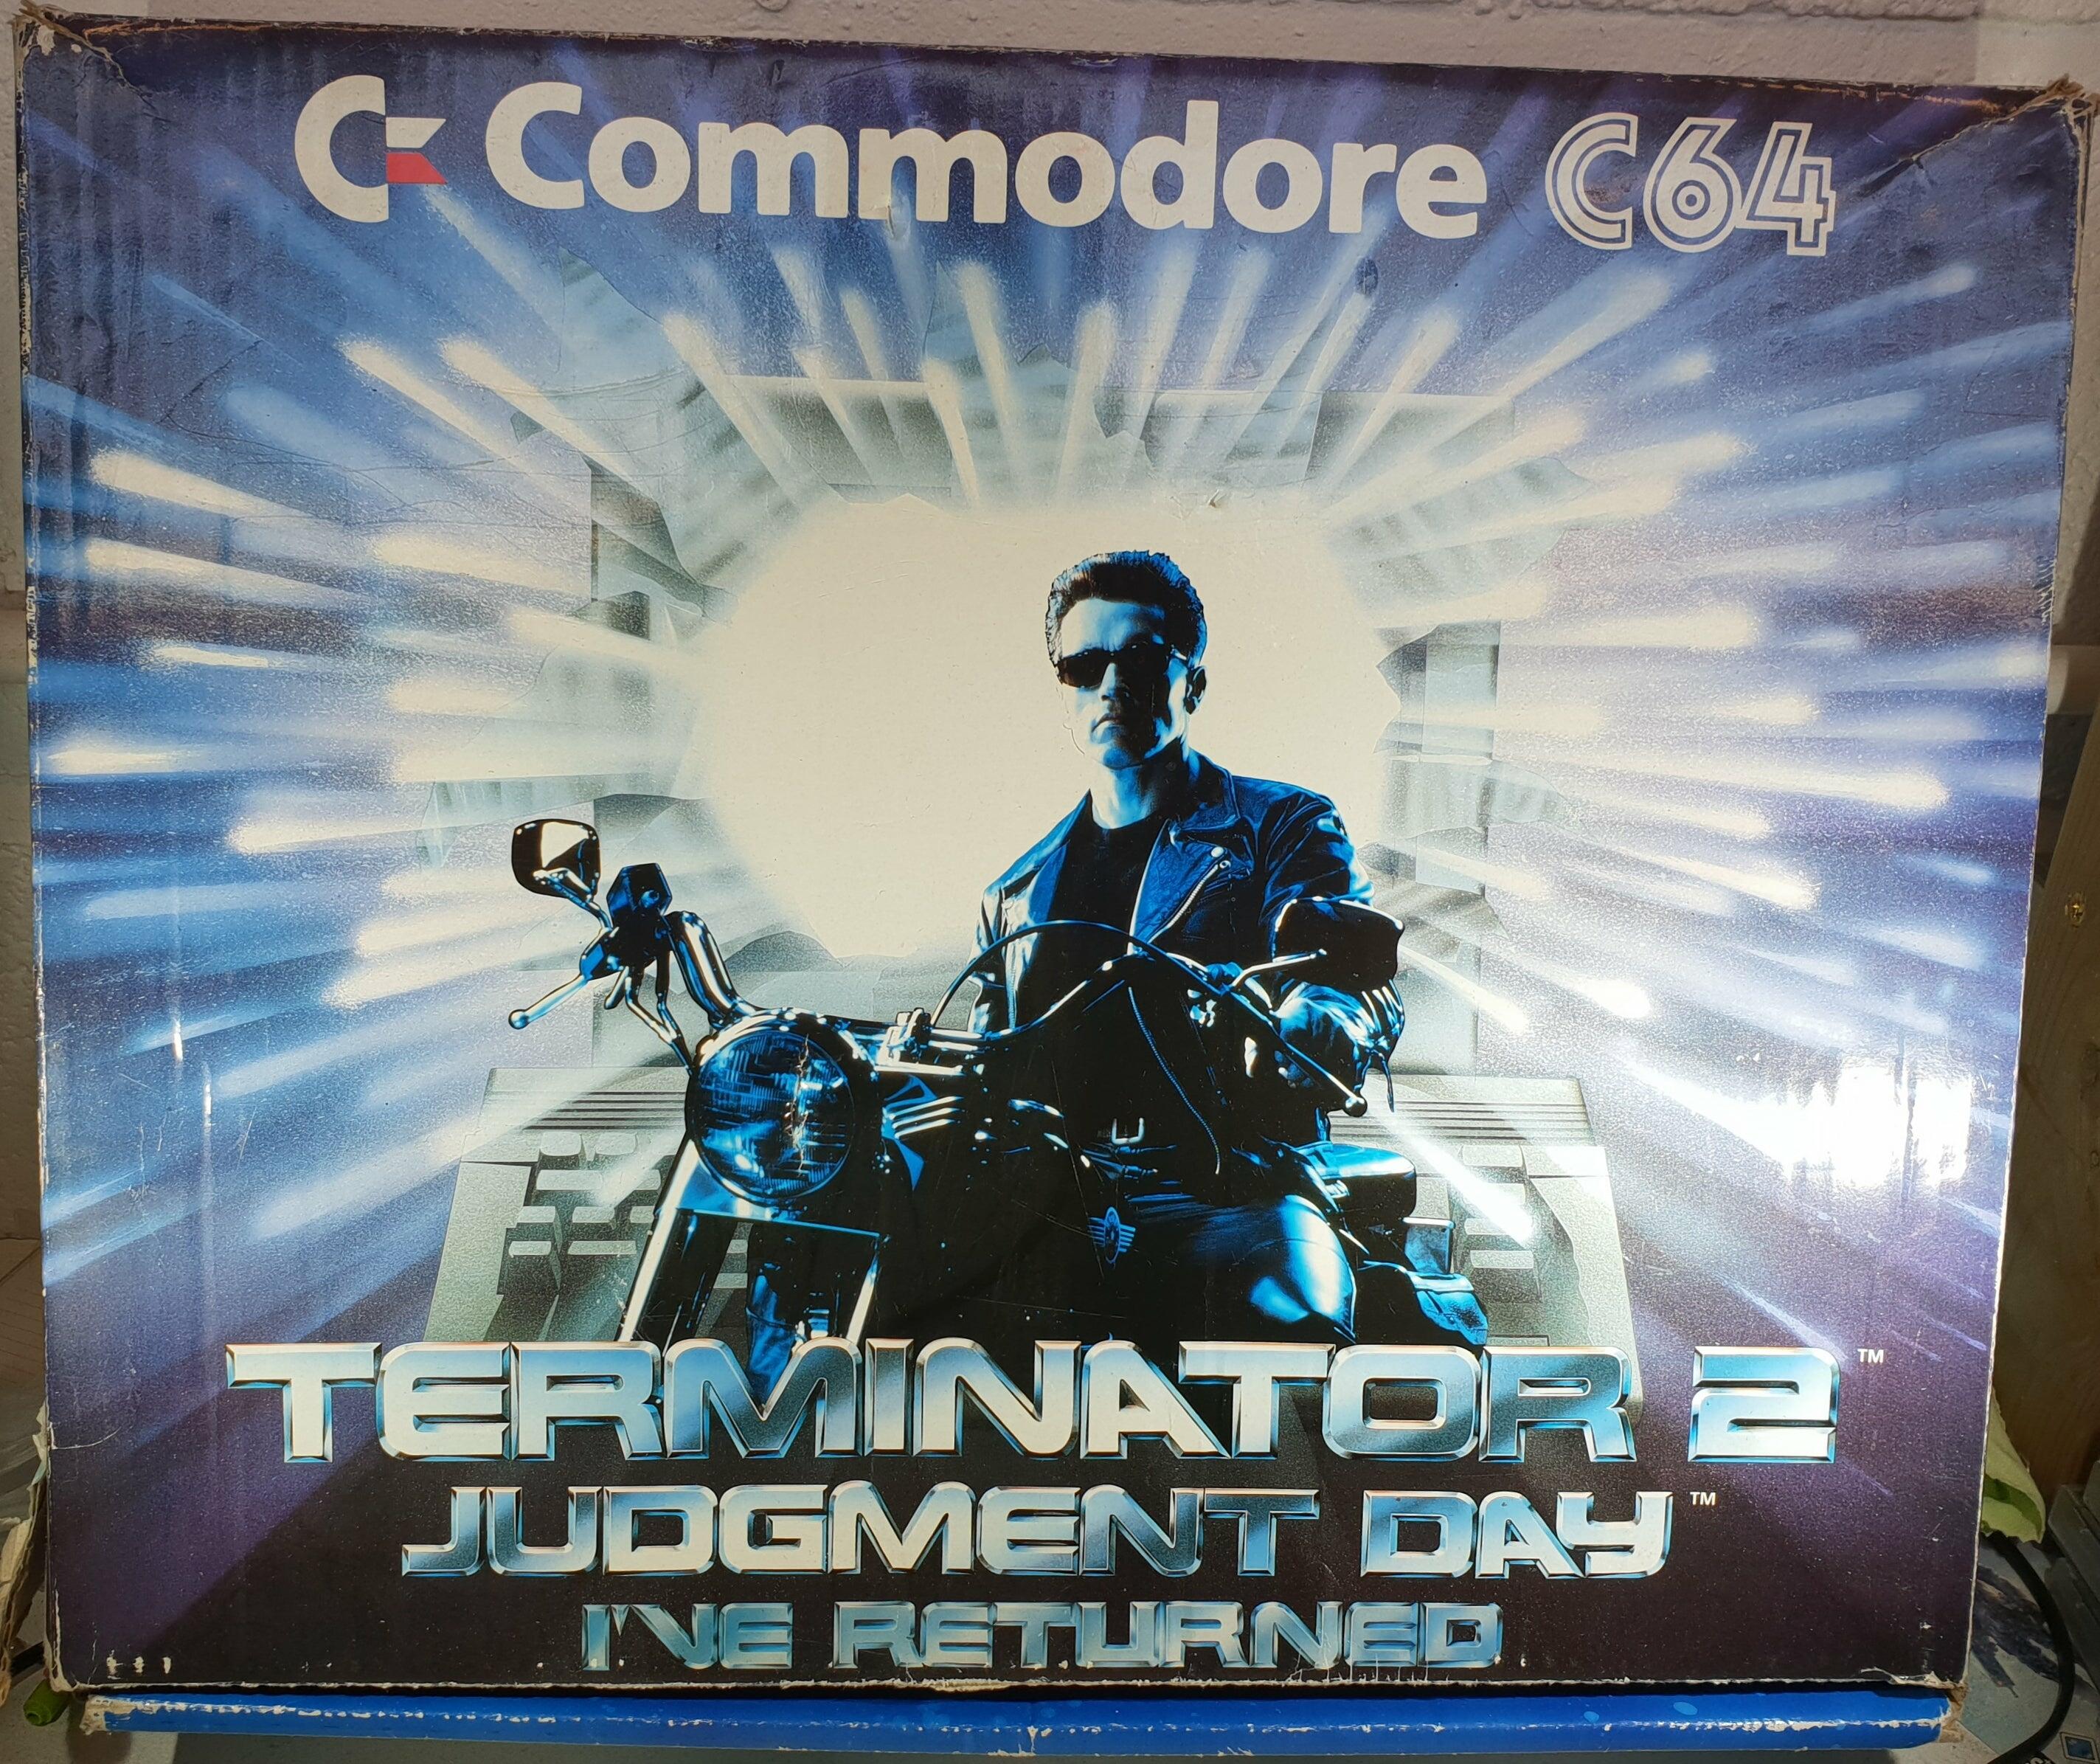 Commodore C64
TERMINATOR 2™
JUDGMENT DAY™
I'VE RETURNED